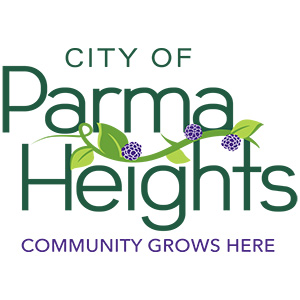 CITY OF
Parma
Heights
COMMUNITY GROWS HERE